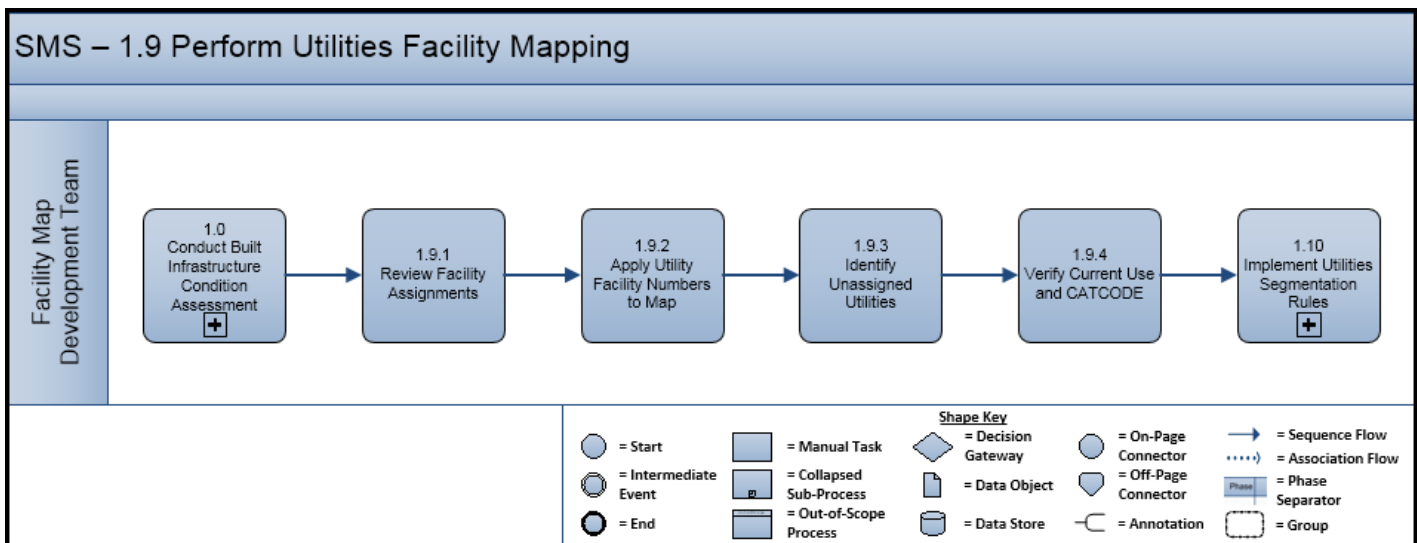 SMS – 1.9 Perform Utilities Facility Mapping
Facility Map
Development Team
1.0
Conduct Built
Infrastructure
Condition
Assessment
1.9.1
Review Facility
Assignments
1.9.2
Apply Utility
Facility Numbers
to Map
1.9.3
Identify
Unassigned
Utilities
1.9.4
Verify Current Use
and CATCODE
1.10
Implement Utilities
Segmentation
Rules
Shape Key
= Start
= Intermediate
Event
= End
= Manual Task
= Collapsed
Sub-Process
= Out-of-Scope
Process
= Decision
Gateway
= Data Object
= Data Store
= On-Page
Connector
= Off-Page
Connector
= Annotation
= Sequence Flow
= Association Flow
Phase
= Phase
Separator
= Group